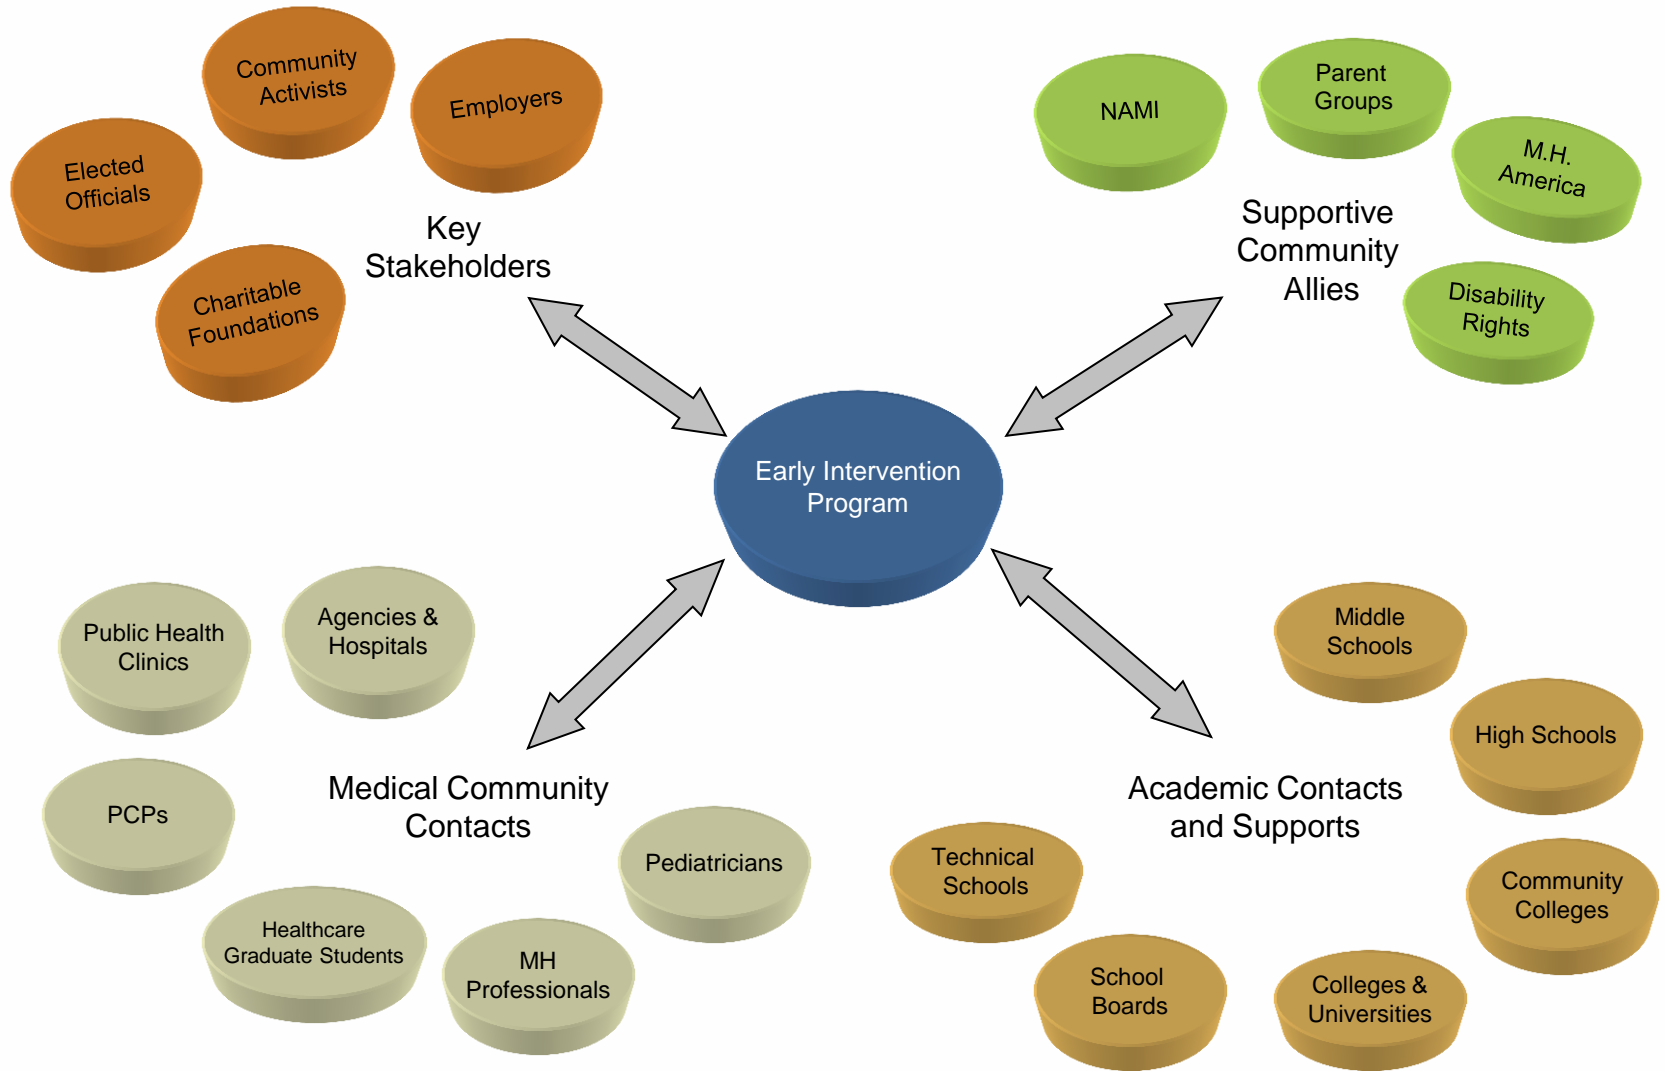 Community
Activists
Employers
Elected
Officials
Charitable
Foundations
Key
Stakeholders
NAMI
Parent
Groups
M.H.
America
Disability
Rights
Supportive
Community
Allies
Early Intervention
Program
Public Health
Clinics
Agencies &
Hospitals
PCPs
Healthcare
Graduate Students
MH
Professionals
Pediatricians
Medical Community
Contacts
Middle
Schools
High Schools
Community
Colleges
Colleges &
Universities
School
Boards
Technical
Schools
Academic Contacts
and Supports